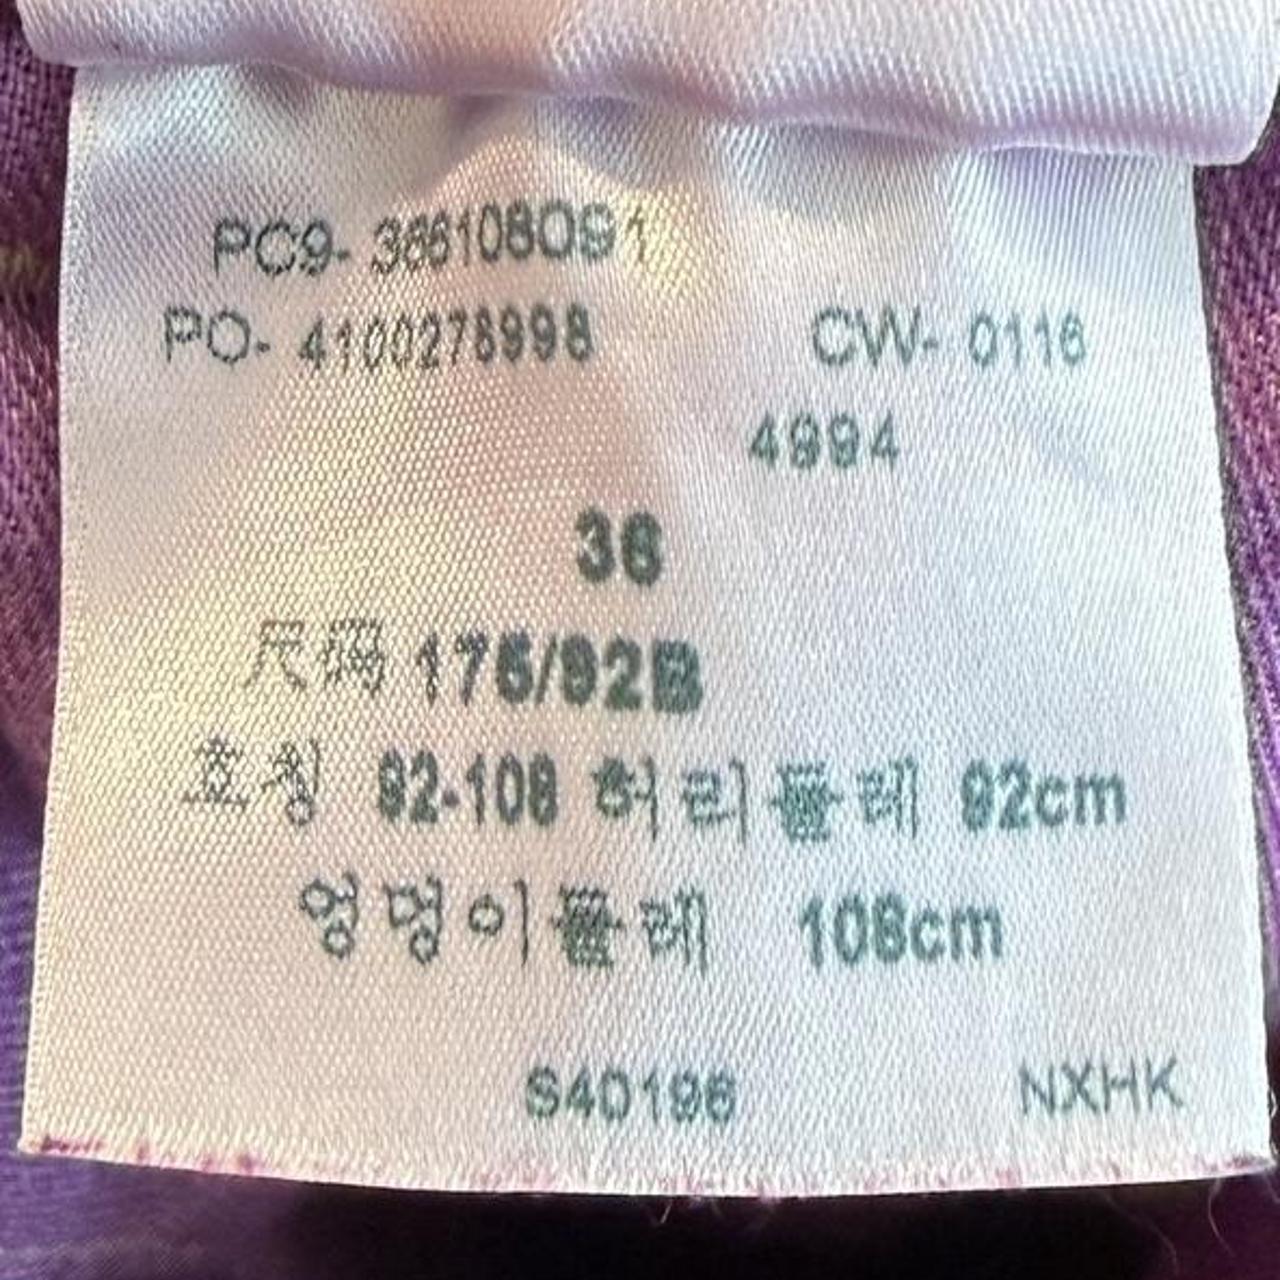 PC9- 366108091
PO- 4100278998 CW- 0116
4994
36
尺码 175/92B
호칭 92-108 허리둘레 92cm
엉덩이둘레 108cm
S40196 NXHK